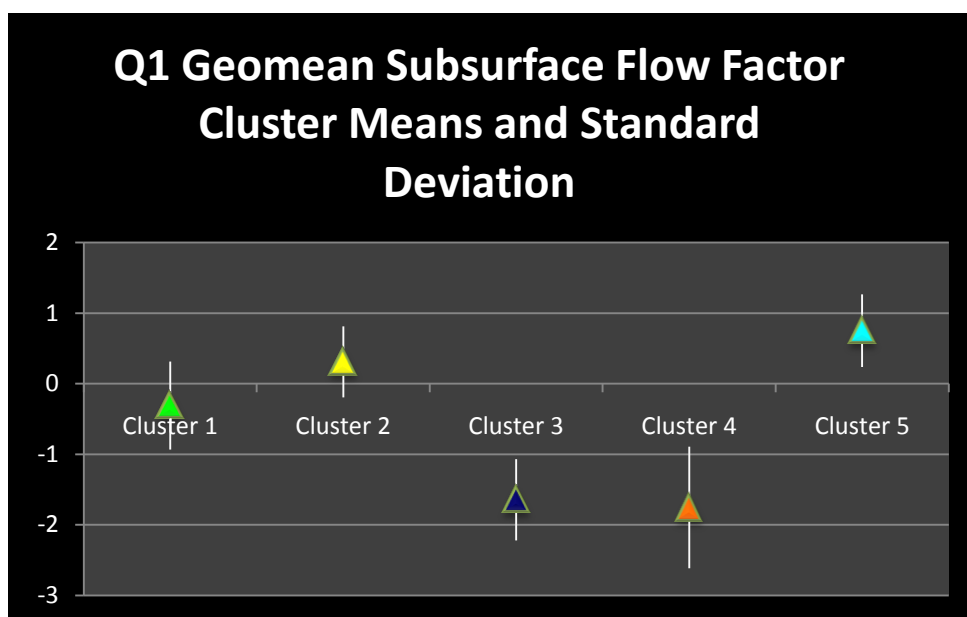 Q1 Geomean Subsurface Flow Factor
Cluster Means and Standard
Deviation
2
1
0
Cluster 1 Cluster 2 Cluster 3 Cluster 4 Cluster 5
-1
-2
-3